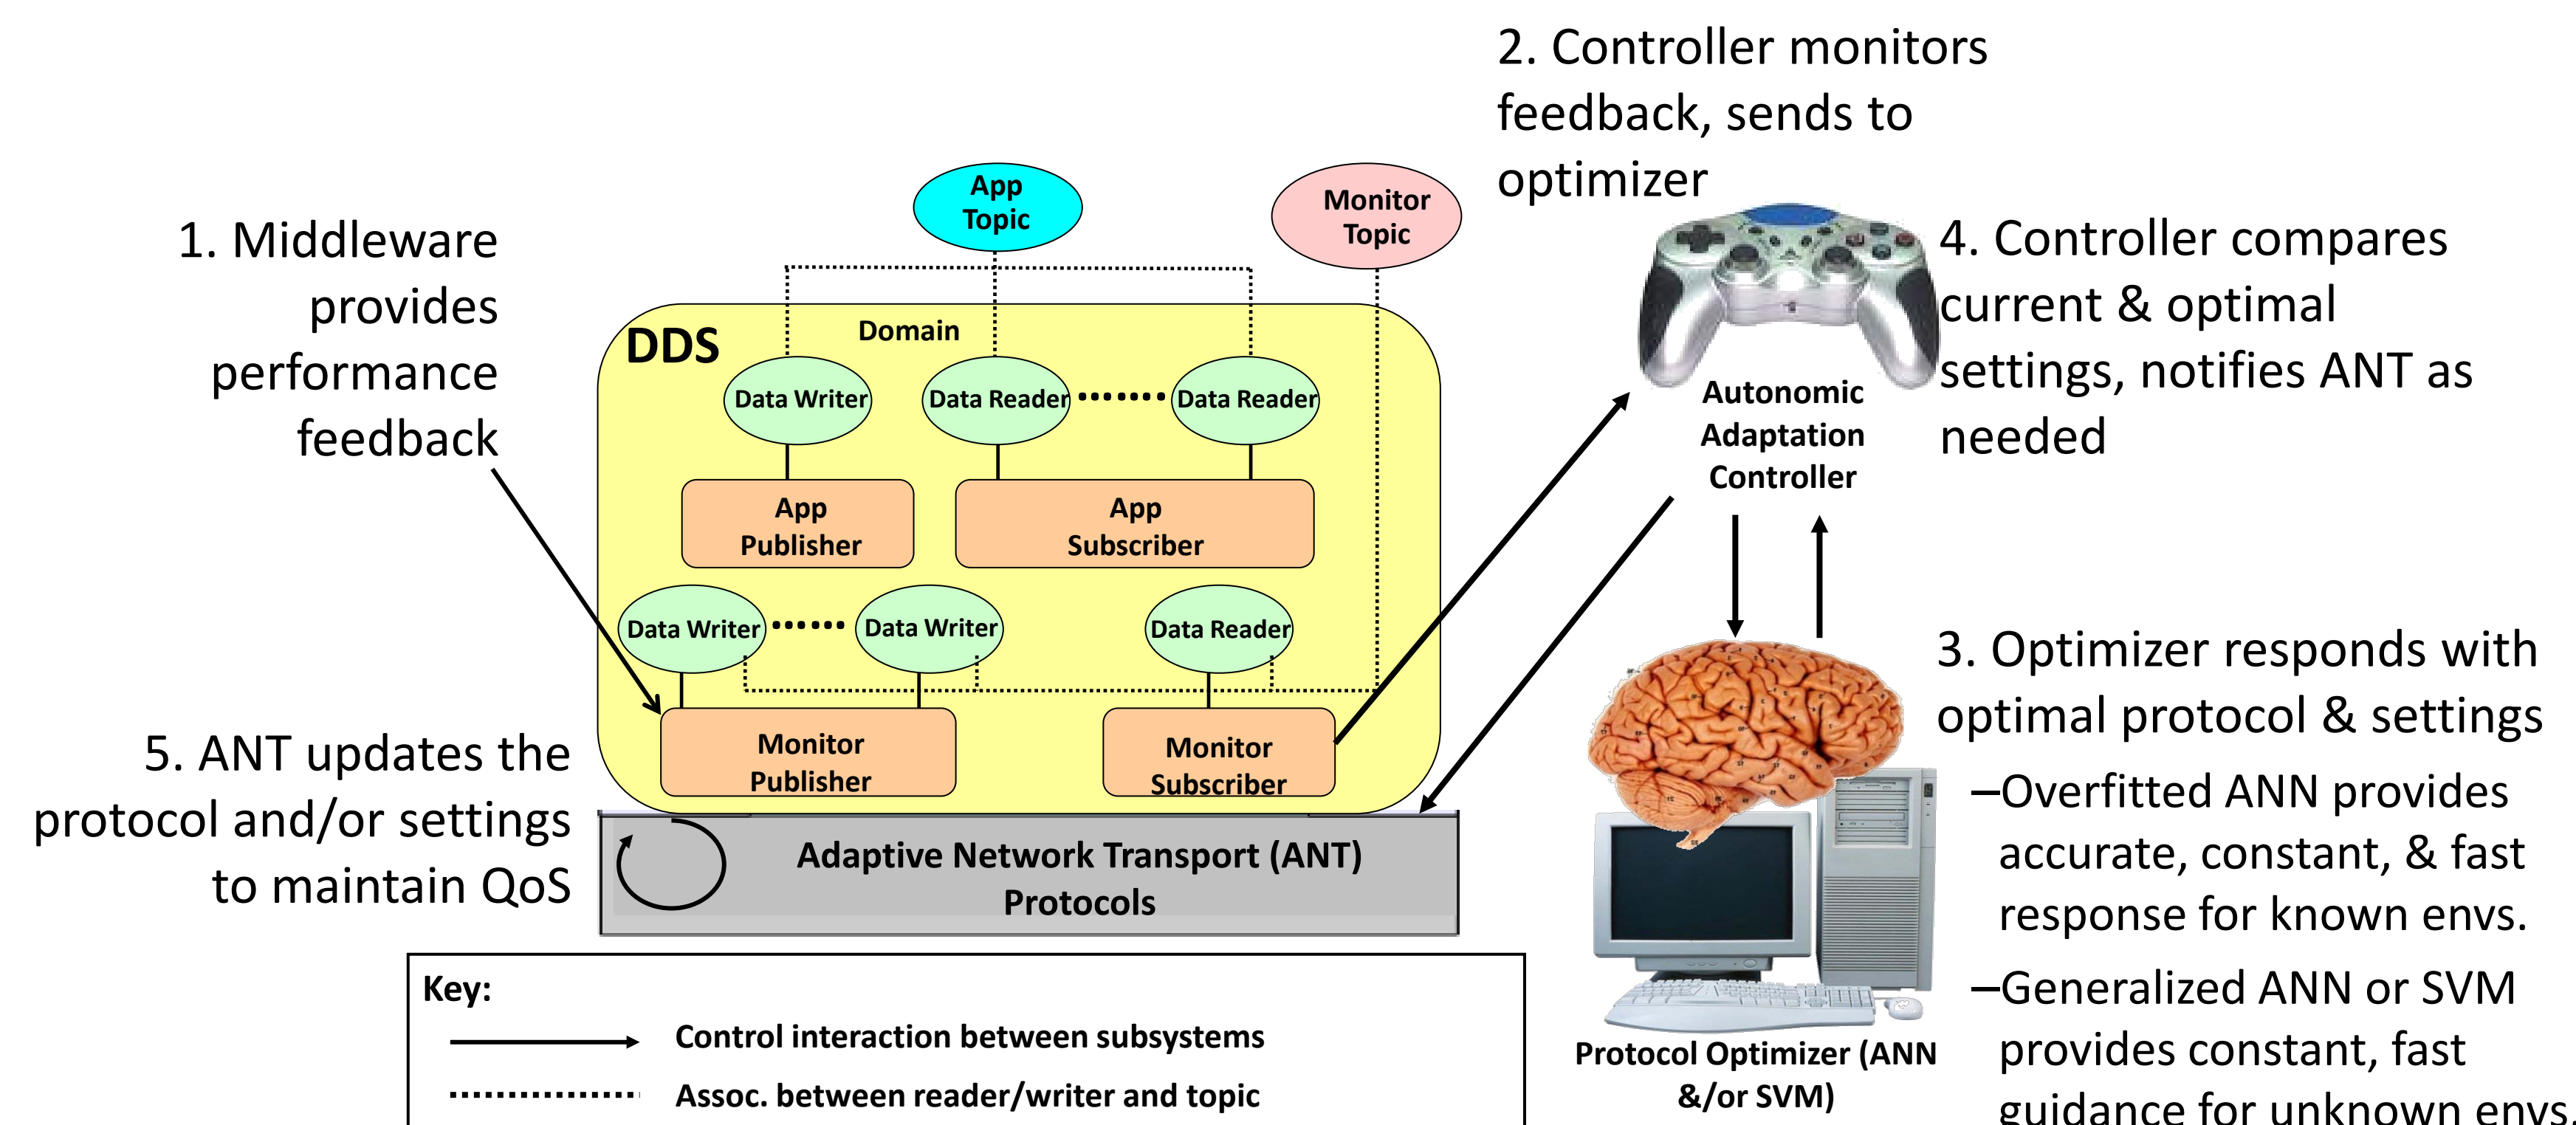 2. Controller monitors
feedback, sends to
optimizer
App
Topic
Monitor
Topic
1. Middleware
provides
performance
feedback
4. Controller compares
current & optimal
settings, notifies ANT as
needed
DDS
Domain
Data Writer
Data Reader
Data Reader
Autonomic
Adaptation
Controller
App
Publisher
App
Subscriber
Data Writer
Data Writer
Data Reader
3. Optimizer responds with
optimal protocol & settings
–Overfitted ANN provides
accurate, constant, & fast
response for known envs.
–Generalized ANN or SVM
provides constant, fast
guidance for unknown envs.
Monitor
Publisher
Monitor
Subscriber
5. ANT updates the
protocol and/or settings
to maintain QoS
Adaptive Network Transport (ANT)
Protocols
Protocol Optimizer (ANN
&/or SVM)
Key:
Control interaction between subsystems
Assoc. between reader/writer and topic